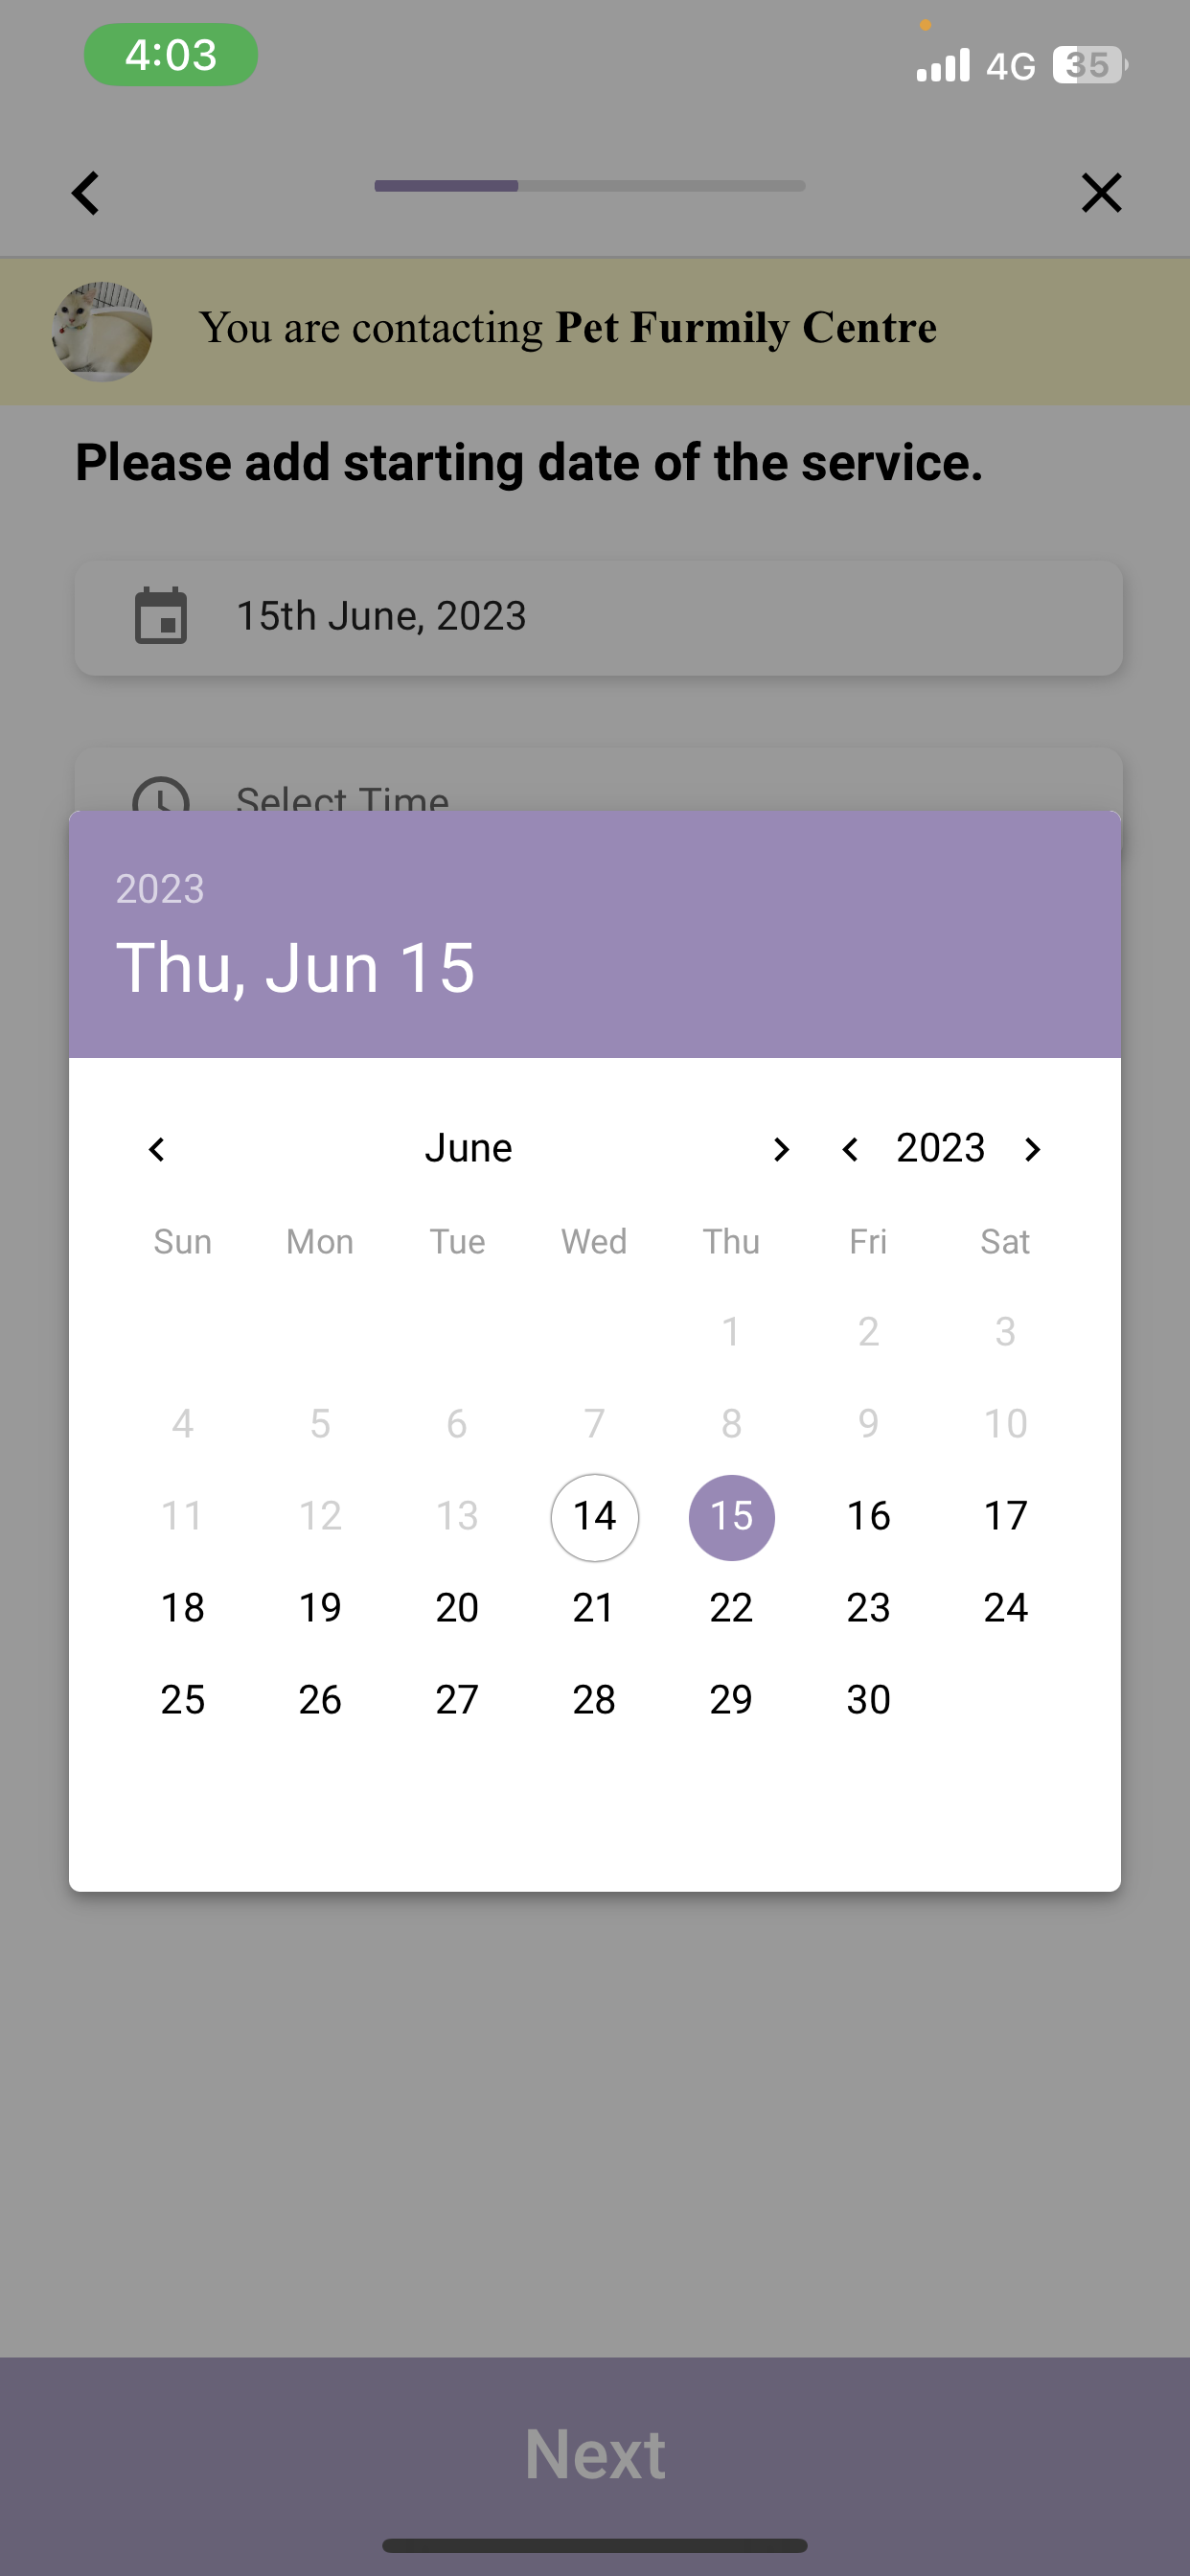 4:03
4G 35
You are contacting Pet Furmily Centre
Please add starting date of the service.
15th June, 2023
Select Time
2023
Thu, Jun 15
June 2023
Sun Mon Tue Wed Thu Fri Sat
1 2 3
4 5 6 7 8 9 10
11 12 13 14 15 16 17
18 19 20 21 22 23 24
25 26 27 28 29 30
Next